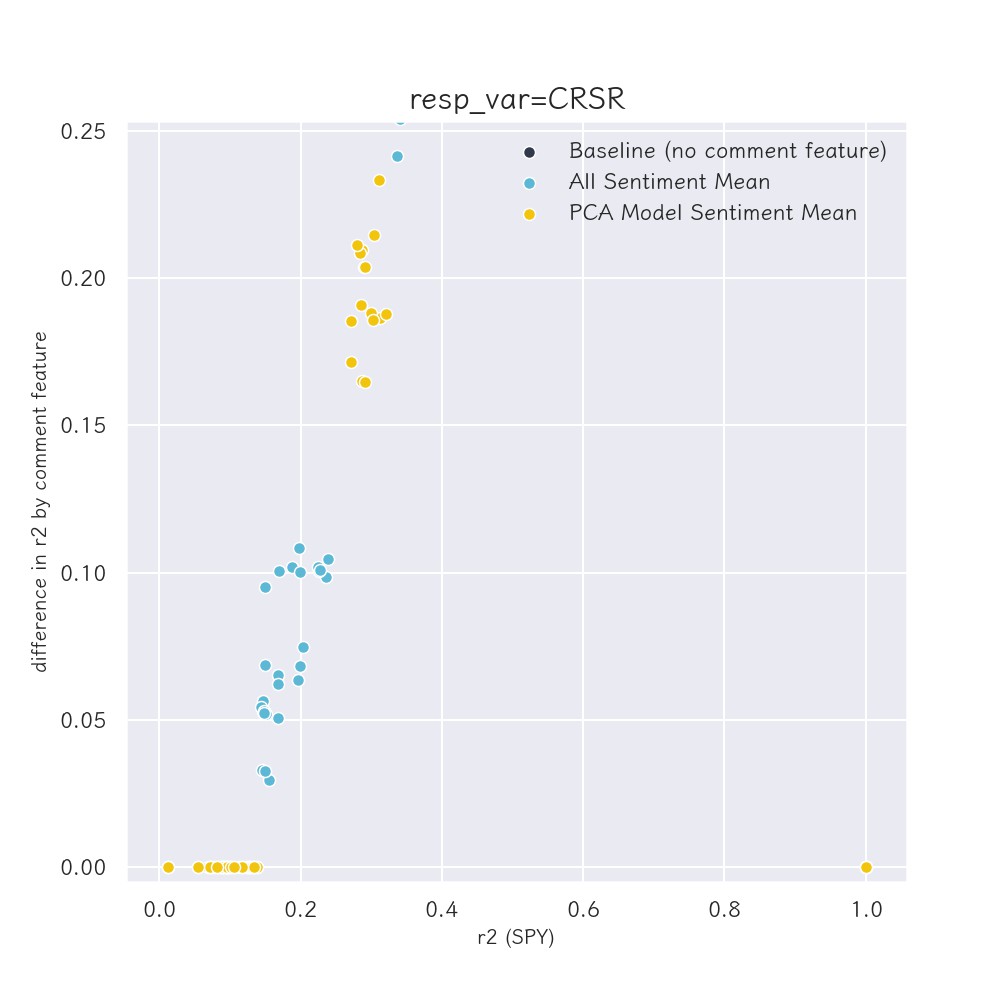 resp_var=CRSR
Baseline (no comment feature)
All Sentiment Mean
PCA Model Sentiment Mean
difference in r2 by comment feature
0.25
0.20
0.15
0.10
0.05
0.00
0.0 0.2 0.4 0.6 0.8 1.0
r2 (SPY)